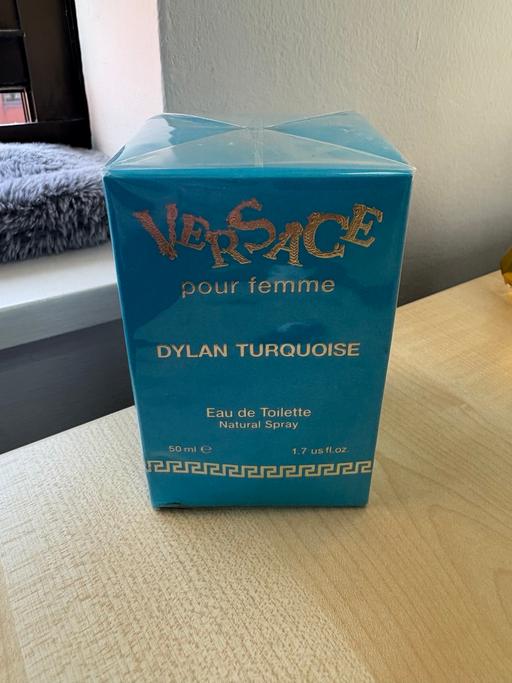 VERSACE
pour femme
DYLAN TURQUOISE
Eau de Toilette
Natural Spray
50 ml ℮ 1.7 us fl.oz.